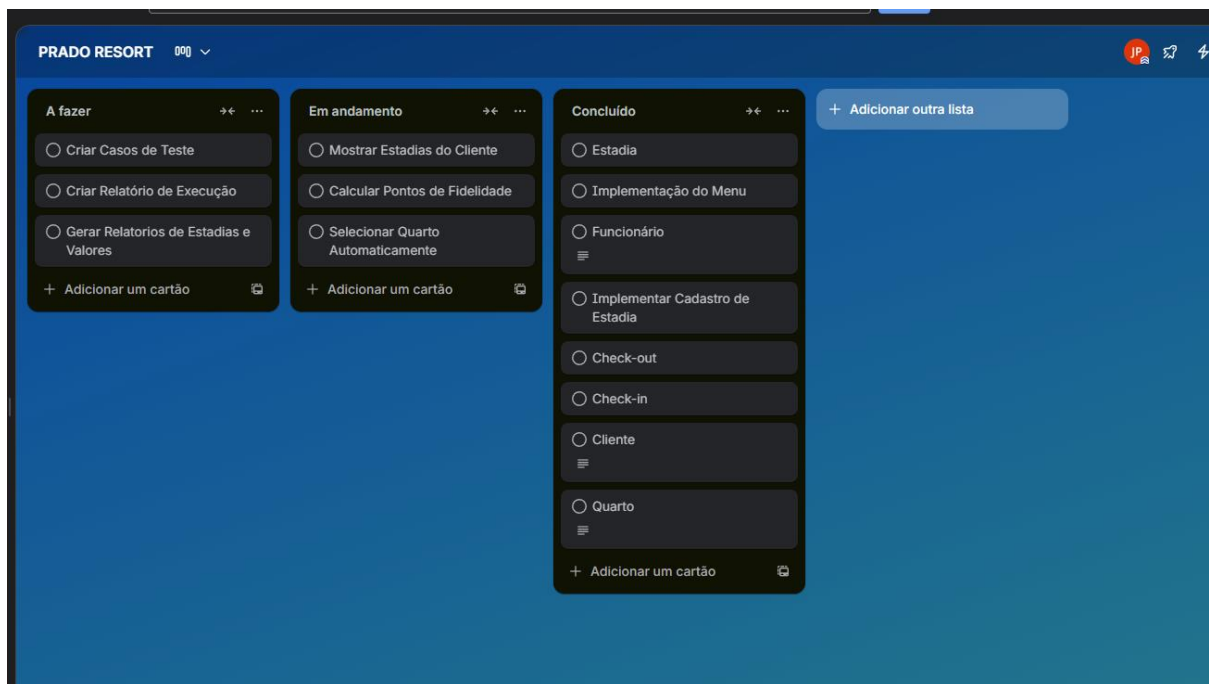 PRADO RESORT
JP
A fazer
Criar Casos de Teste
Criar Relatório de Execução
Gerar Relatorios de Estadias e
Valores
+ Adicionar um cartão
Em andamento
Mostrar Estadias do Cliente
Calcular Pontos de Fidelidade
Selecionar Quarto
Automaticamente
+ Adicionar um cartão
Concluído
Estadia
Implementação do Menu
Funcionário
Implementar Cadastro de
Estadia
Check-out
Check-in
Cliente
Quarto
+ Adicionar um cartão
+ Adicionar outra lista